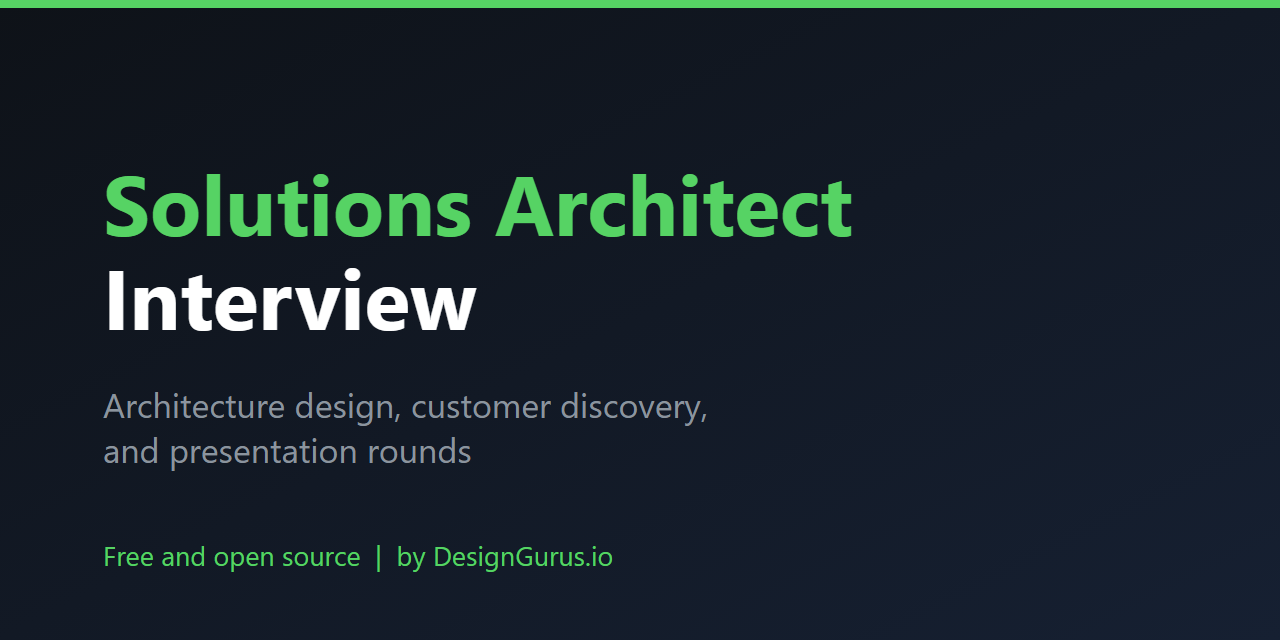 Solutions Architect
Interview
Architecture design, customer discovery,
and presentation rounds
Free and open source | by DesignGurus.io